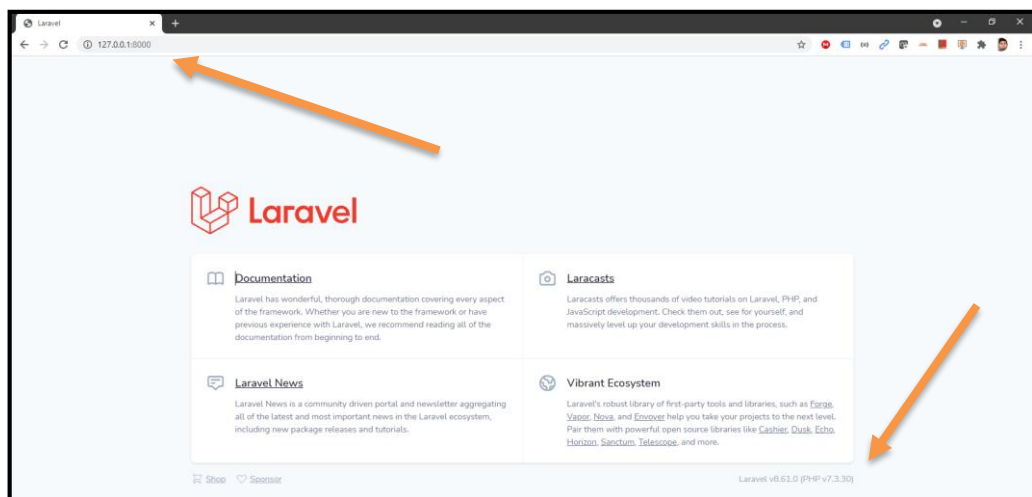 Laravel
127.0.0.1:8000
Laravel
Documentation
Laravel has wonderful, thorough documentation covering every aspect
of the framework. Whether you are new to the framework or have
previous experience with Laravel, we recommend reading all of the
documentation from beginning to end.
Laracasts
Laracasts offers thousands of video tutorials on Laravel, PHP, and
JavaScript development. Check them out, see for yourself, and
massively level up your development skills in the process.
Laravel News
Laravel News is a community driven portal and newsletter aggregating
all of the latest and most important news in the Laravel ecosystem,
including new package releases and tutorials.
Vibrant Ecosystem
Laravel's robust library of first-party tools and libraries, such as Forge,
Vapor, Nova, and Envoyer help you take your projects to the next level.
Pair them with powerful open source libraries like Cashier, Dusk, Echo,
Horizon, Sanctum, Telescope, and more.
Shop Sponsor
Laravel v8.61.0 (PHP v7.3.30)